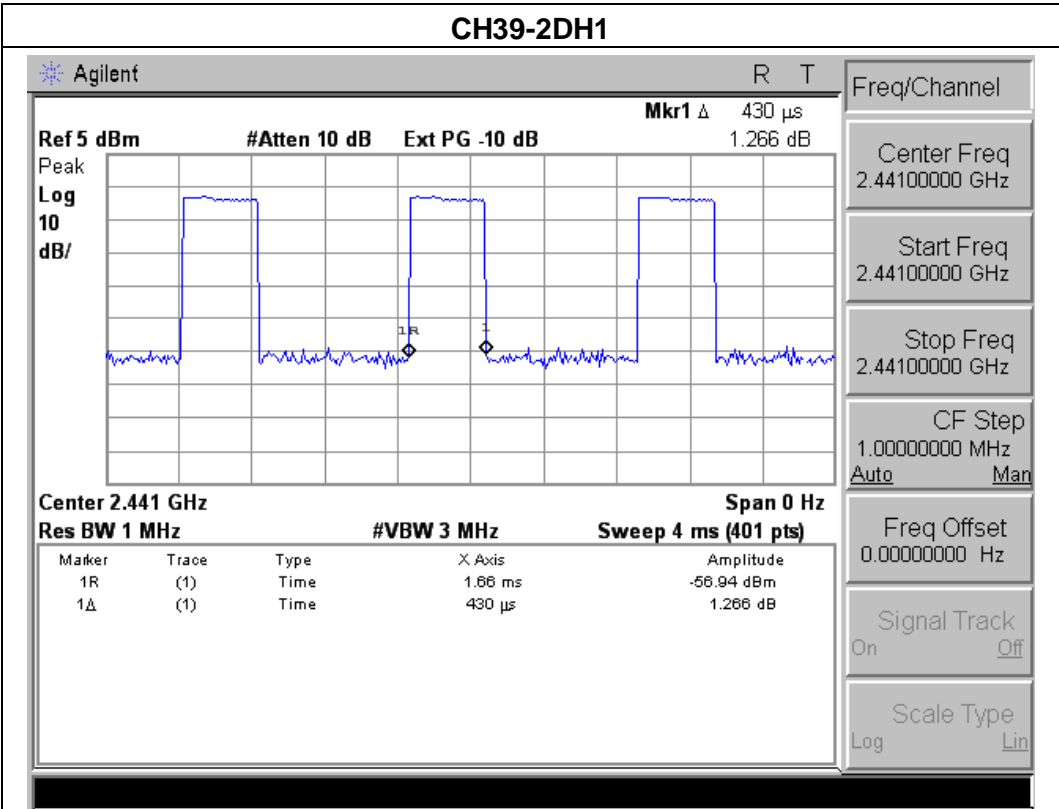 CH39-2DH1
Agilent R T
Mkr1 Δ 430 μs
Ref 5 dBm #Atten 10 dB Ext PG -10 dB 1.266 dB
Peak
Log
10
dB/
1R
1
Center 2.441 GHz Span 0 Hz
Res BW 1 MHz #VBW 3 MHz Sweep 4 ms (401 pts)
Marker Trace Type X Axis Amplitude
1R (1) Time 1.66 ms -56.94 dBm
1Δ (1) Time 430 μs 1.266 dB
Freq/Channel
Center Freq
2.44100000 GHz
Start Freq
2.44100000 GHz
Stop Freq
2.44100000 GHz
CF Step
1.00000000 MHz
Auto Man
Freq Offset
0.00000000 Hz
Signal Track
On Off
Scale Type
Log Lin